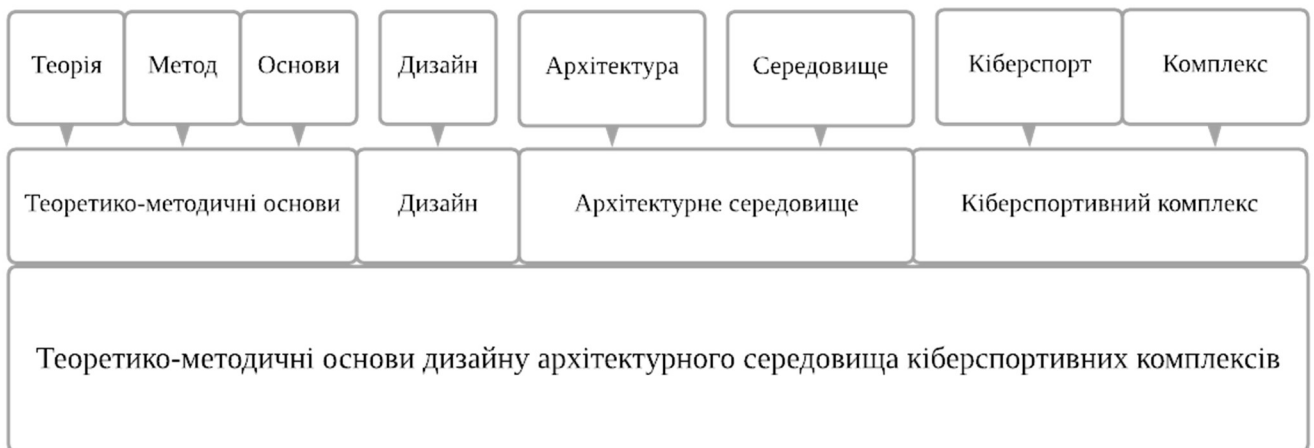 Теорія
Метод
Основи
Дизайн
Архітектура
Середовище
Кіберспорт
Комплекс
Теоретико-методичні основи
Дизайн
Архітектурне середовище
Кіберспортивний комплекс
Теоретико-методичні основи дизайну архітектурного середовища кіберспортивних комплексів